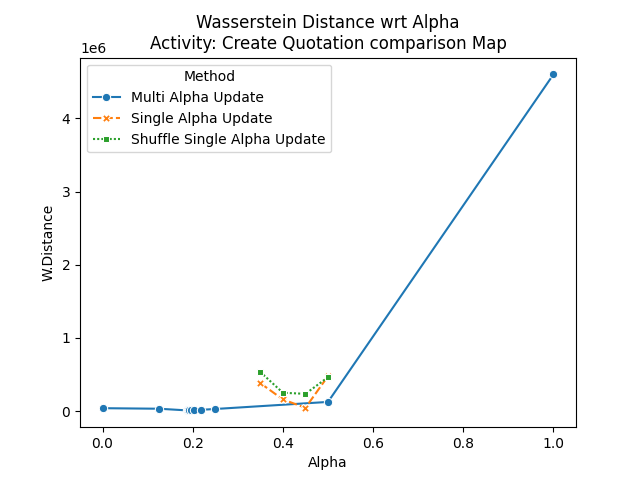 Wasserstein Distance wrt Alpha
Activity: Create Quotation comparison Map
1e6
Method
Multi Alpha Update
Single Alpha Update
Shuffle Single Alpha Update
W.Distance
4
3
2
1
0
0.0 0.2 0.4 0.6 0.8 1.0
Alpha